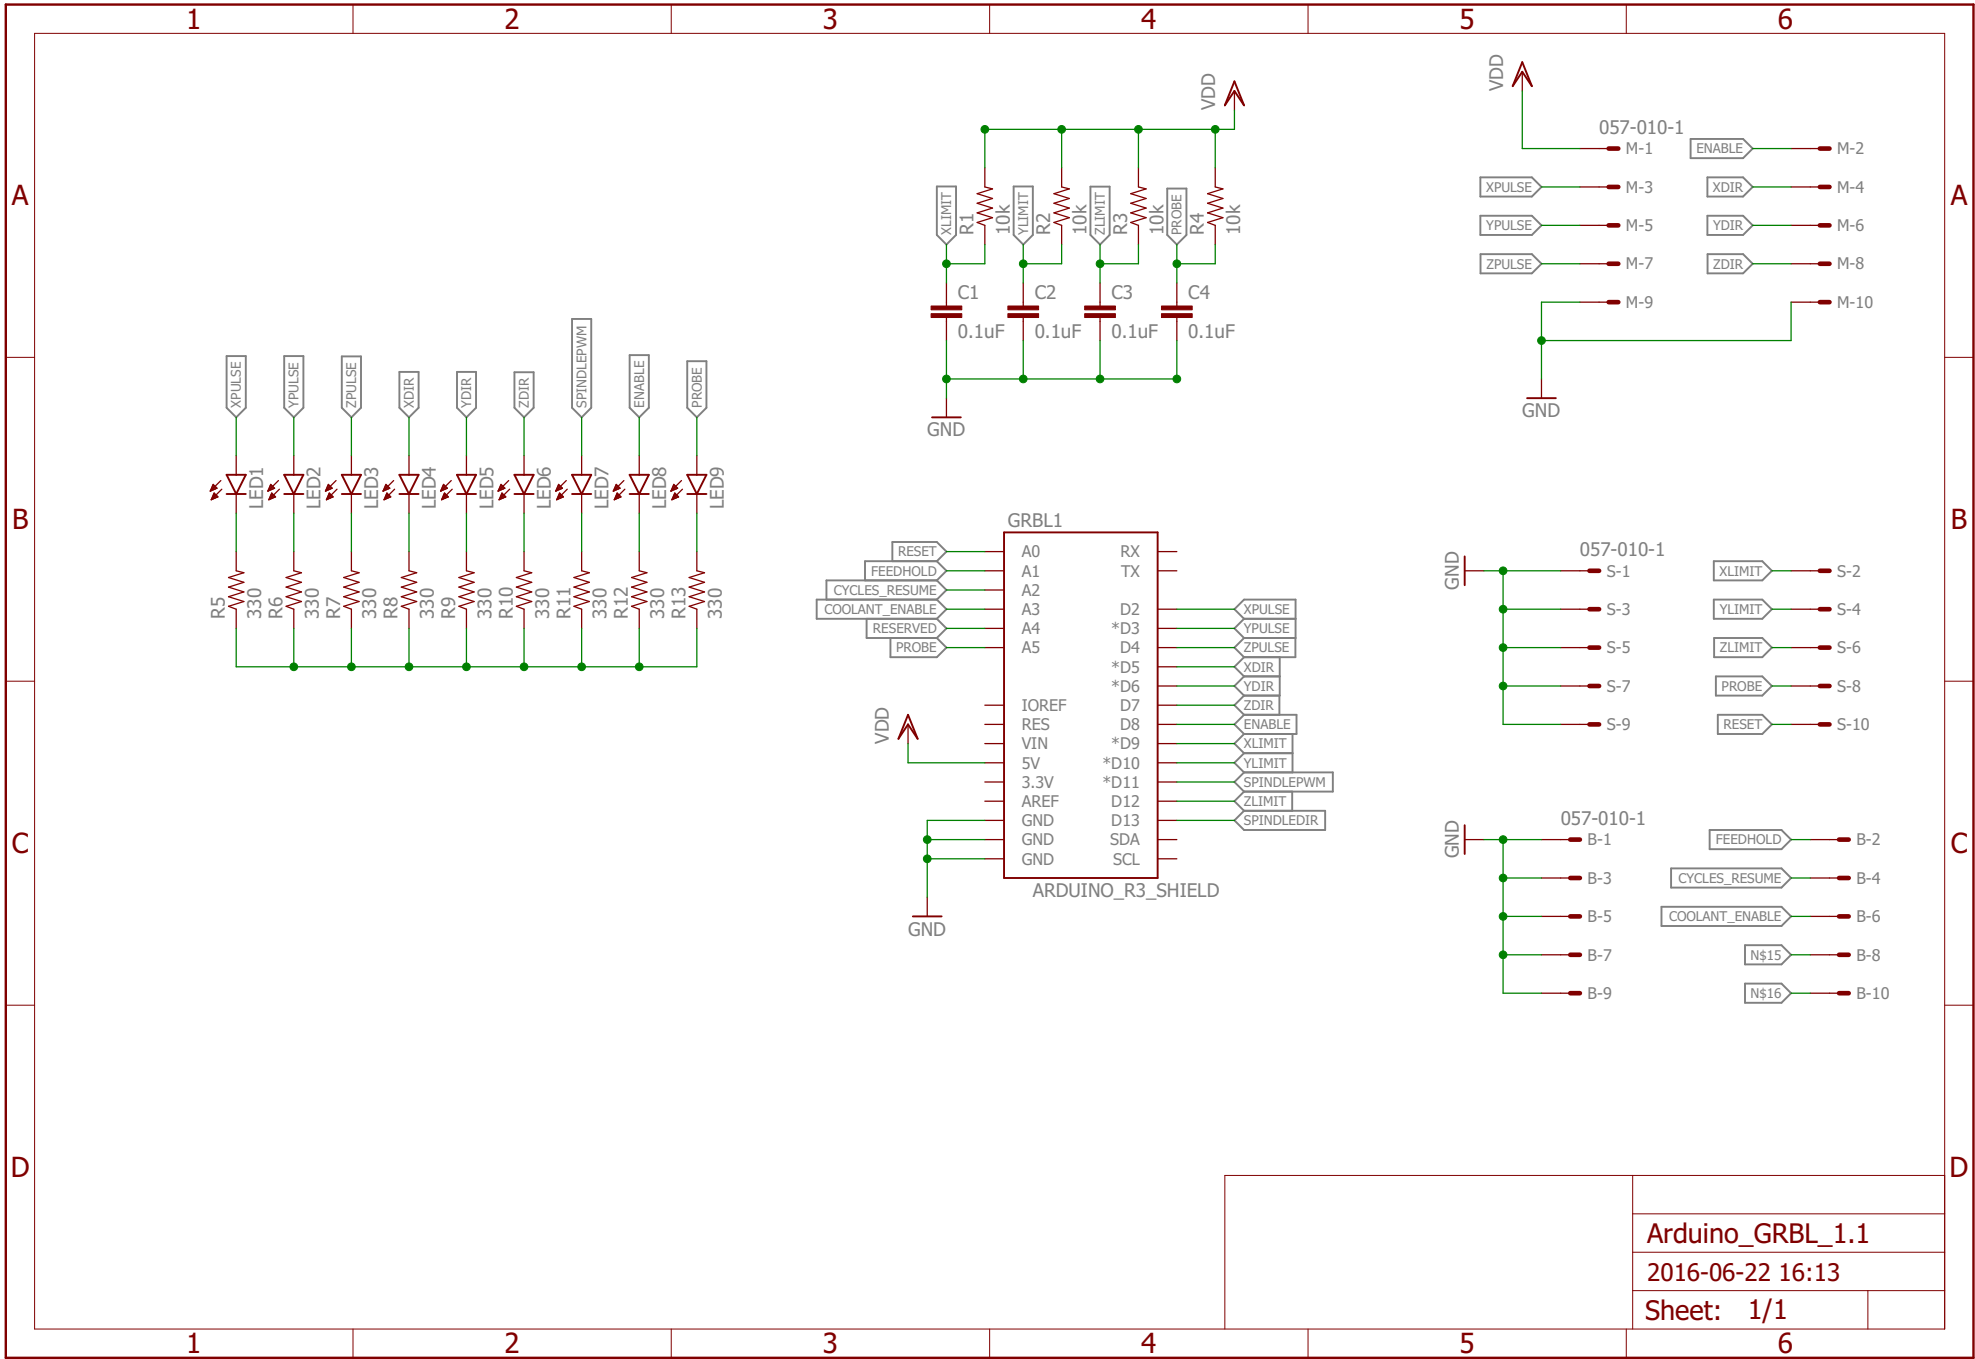 1 2 3 4 5 6
A A
B B
C C
D D
1 2 3 4 5 6
XPULSE YPULSE ZPULSE XDIR YDIR ZDIR SPINDLEPWM ENABLE PROBE
LED1 LED2 LED3 LED4 LED5 LED6 LED7 LED8 LED9
R5 R6 R7 R8 R9 R10 R11 R12 R13
330 330 330 330 330 330 330 330 330
VDD
XLIMIT YLIMIT ZLIMIT PROBE
R1 R2 R3 R4
10k 10k 10k 10k
C1 C2 C3 C4
0.1uF 0.1uF 0.1uF 0.1uF
GND
GRBL1
RESET A0 RX
FEEDHOLD A1 TX
CYCLES_RESUME A2
COOLANT_ENABLE A3 D2 XPULSE
RESERVED A4 *D3 YPULSE
PROBE A5 D4 ZPULSE
*D5 XDIR
*D6 YDIR
IOREF D7 ZDIR
RES D8 ENABLE
VIN *D9 XLIMIT
VDD
5V *D10 YLIMIT
3.3V *D11 SPINDLEPWM
AREF D12 ZLIMIT
GND D13 SPINDLEDIR
GND SDA
GND SCL
ARDUINO_R3_SHIELD
GND
VDD
057-010-1
M-1 ENABLE M-2
XPULSE M-3 XDIR M-4
YPULSE M-5 YDIR M-6
ZPULSE M-7 ZDIR M-8
M-9 M-10
GND
057-010-1
GND S-1 XLIMIT S-2
S-3 YLIMIT S-4
S-5 ZLIMIT S-6
S-7 PROBE S-8
S-9 RESET S-10
057-010-1
GND B-1 FEEDHOLD B-2
B-3 CYCLES_RESUME B-4
B-5 COOLANT_ENABLE B-6
B-7 N$15 B-8
B-9 N$16 B-10
Arduino_GRBL_1.1
2016-06-22 16:13
Sheet: 1/1